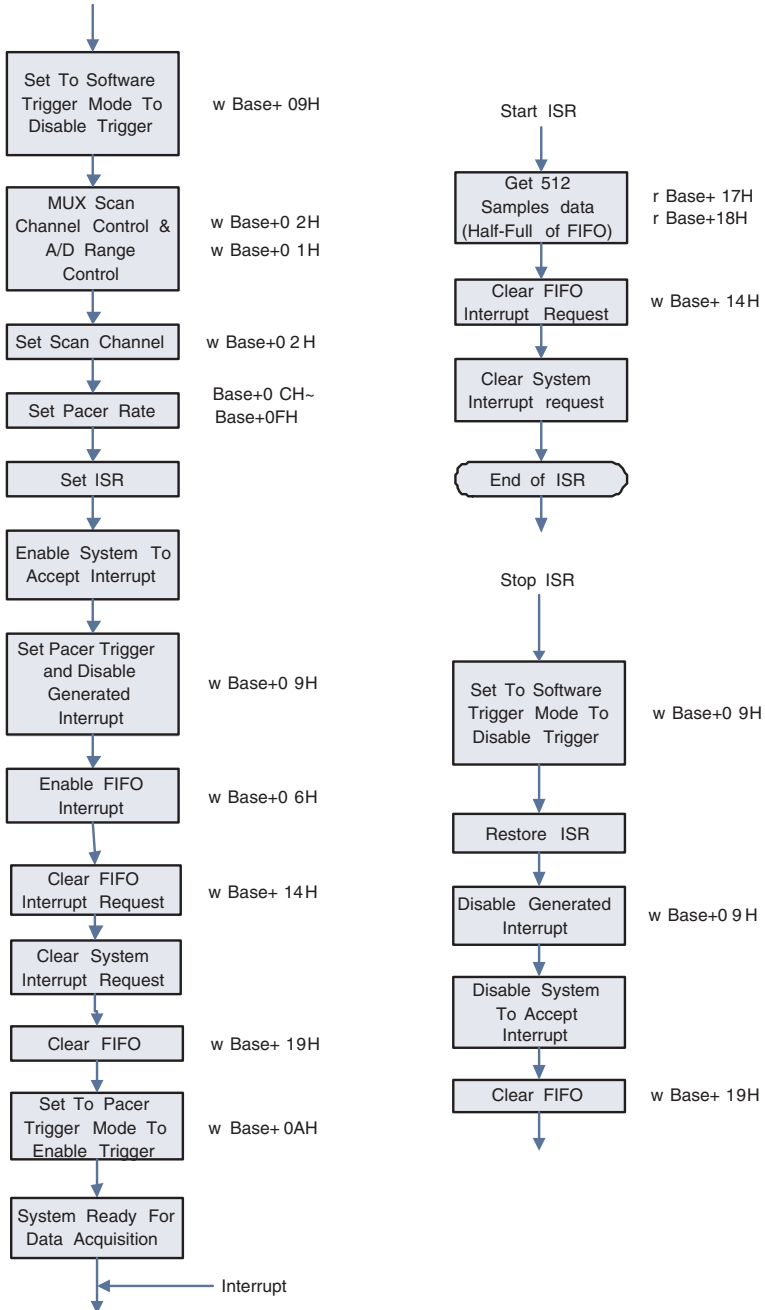 Set To Software
Trigger Mode To
Disable Trigger
w Base+ 09H
MUX Scan
Channel Control &
A/D Range
Control
w Base+0 2H
w Base+0 1H
Set Scan Channel
w Base+0 2 H
Set Pacer Rate
Base+0 CH~
Base+0FH
Set ISR
Enable System To
Accept Interrupt
Set Pacer Trigger
and Disable
Generated
Interrupt
w Base+0 9H
Enable FIFO
Interrupt
w Base+0 6H
Clear FIFO
Interrupt Request
w Base+ 14H
Clear System
Interrupt Request
Clear FIFO
w Base+ 19H
Set To Pacer
Trigger Mode To
Enable Trigger
w Base+ 0AH
System Ready For
Data Acquisition
Interrupt
Start ISR
Get 512
Samples data
(Half-Full of FIFO)
r Base+ 17H
r Base+18H
Clear FIFO
Interrupt Request
w Base+ 14H
Clear System
Interrupt request
End of ISR
Stop ISR
Set To Software
Trigger Mode To
Disable Trigger
w Base+0 9H
Restore ISR
Disable Generated
Interrupt
w Base+0 9 H
Disable System
To Accept
Interrupt
Clear FIFO
w Base+ 19H